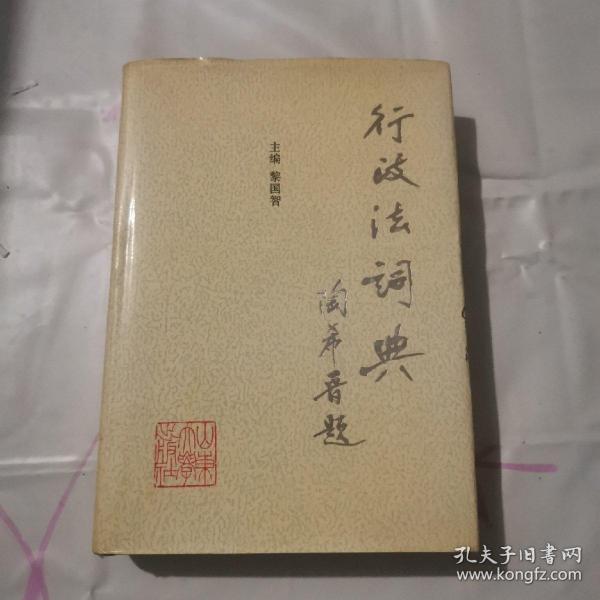 行政法词典
主编 黎国智
陶希晋题
山东
大学
出版社
孔夫子旧书网
www.kongfz.com